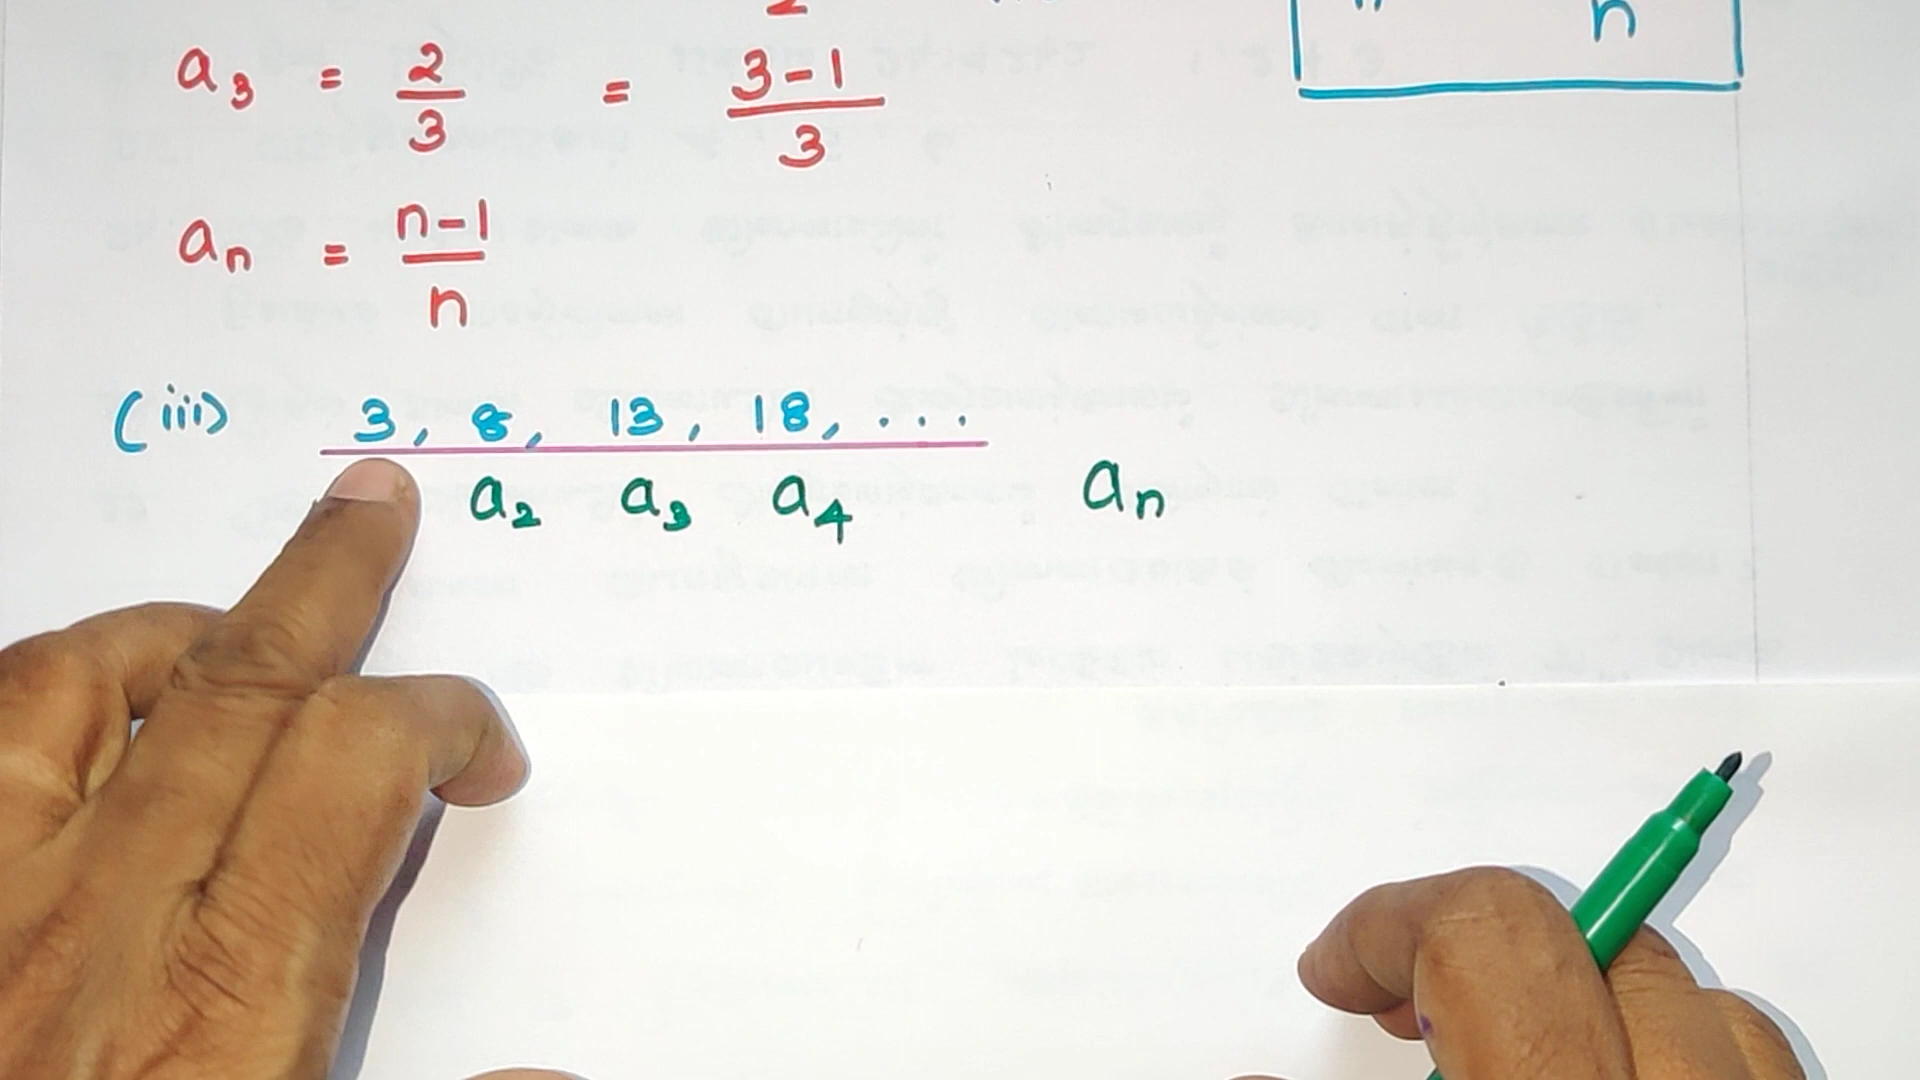 a₃ = 2/3 = 3-1/3
n
aₙ = n-1/n
(iii) 3, 8, 13, 18, ...
a₂ a₃ a₄ aₙ